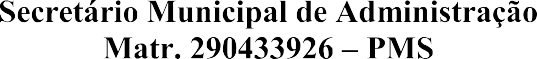 Secretário Municipal de Administração
Matr. 290433926 – PMS